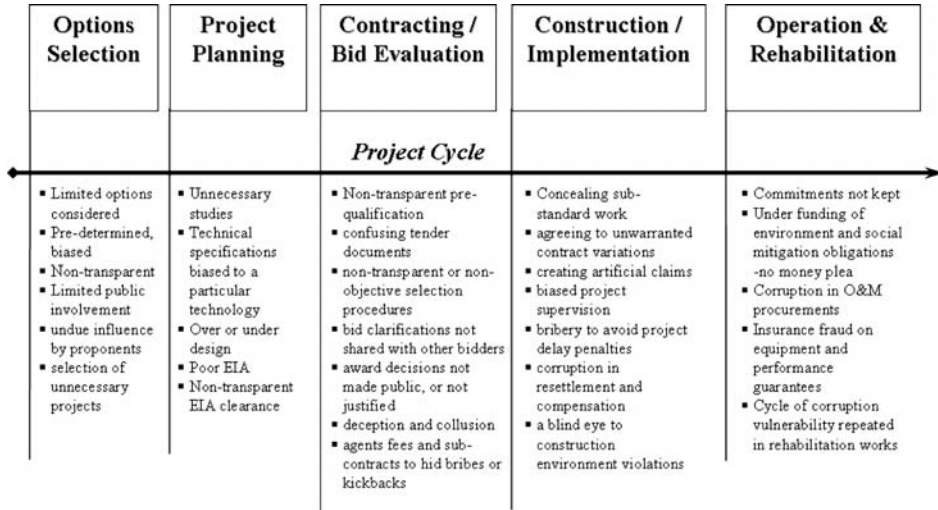 Options
Selection
Project
Planning
Contracting /
Bid Evaluation
Construction /
Implementation
Operation &
Rehabilitation
Project Cycle
▪ Limited options
considered
▪ Pre-determined,
biased
▪ Non-transparent
▪ Limited public
involvement
▪ undue influence
by proponents
▪ selection of
unnecessary
projects
▪ Unnecessary
studies
▪ Technical
specifications
biased to a
particular
technology
▪ Over or under
design
▪ Poor EIA
▪ Non-transparent
EIA clearance
▪ Non-transparent pre-
qualification
▪ confusing tender
documents
▪ non-transparent or non-
objective selection
procedures
▪ bid clarifications not
shared with other bidders
▪ award decisions not
made public, or not
justified
▪ deception and collusion
▪ agents fees and sub-
contracts to hid bribes or
kickbacks
▪ Concealing sub-
standard work
▪ agreeing to unwarranted
contract variations
▪ creating artificial claims
▪ biased project
supervision
▪ bribery to avoid project
delay penalties
▪ corruption in
resettlement and
compensation
▪ a blind eye to
construction
environment violations
▪ Commitments not kept
▪ Under funding of
environment and social
mitigation obligations
-no money plea
▪ Corruption in O&M
procurements
▪ Insurance fraud on
equipment and
performance
guarantees
▪ Cycle of corruption
vulnerability repeated
in rehabilitation works